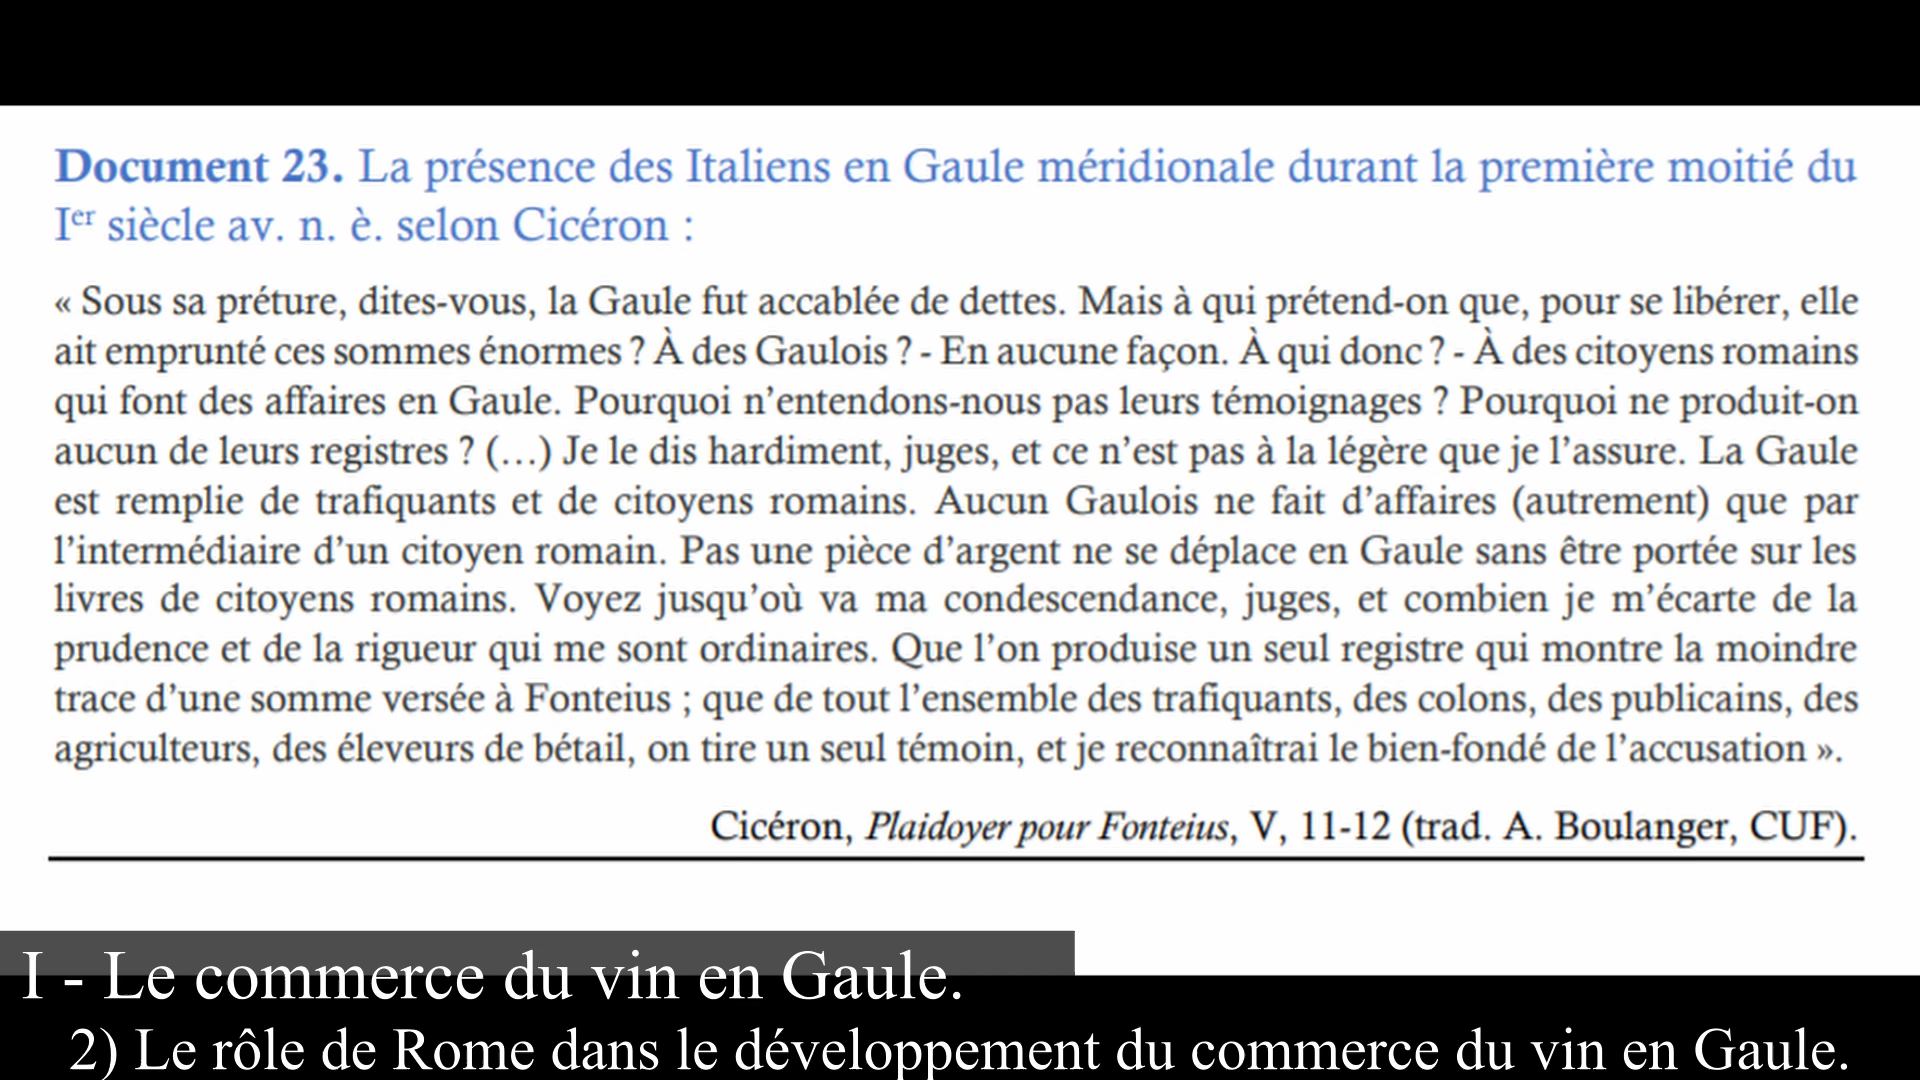 Document 23. La présence des Italiens en Gaule méridionale durant la première moitié du
Ier siècle av. n. è. selon Cicéron :
« Sous sa préture, dites-vous, la Gaule fut accablée de dettes. Mais à qui prétend-on que, pour se libérer, elle
ait emprunté ces sommes énormes ? À des Gaulois ? - En aucune façon. À qui donc ? - À des citoyens romains
qui font des affaires en Gaule. Pourquoi n’entendons-nous pas leurs témoignages ? Pourquoi ne produit-on
aucun de leurs registres ? (…) Je le dis hardiment, juges, et ce n’est pas à la légère que je l’assure. La Gaule
est remplie de trafiquants et de citoyens romains. Aucun Gaulois ne fait d’affaires (autrement) que par
l’intermédiaire d’un citoyen romain. Pas une pièce d’argent ne se déplace en Gaule sans être portée sur les
livres de citoyens romains. Voyez jusqu’où va ma condescendance, juges, et combien je m’écarte de la
prudence et de la rigueur qui me sont ordinaires. Que l’on produise un seul registre qui montre la moindre
trace d’une somme versée à Fonteius ; que de tout l’ensemble des trafiquants, des colons, des publicains, des
agriculteurs, des éleveurs de bétail, on tire un seul témoin, et je reconnaîtrai le bien-fondé de l’accusation ».
Cicéron, Plaidoyer pour Fonteius, V, 11-12 (trad. A. Boulanger, CUF).
I - Le commerce du vin en Gaule.
2) Le rôle de Rome dans le développement du commerce du vin en Gaule.